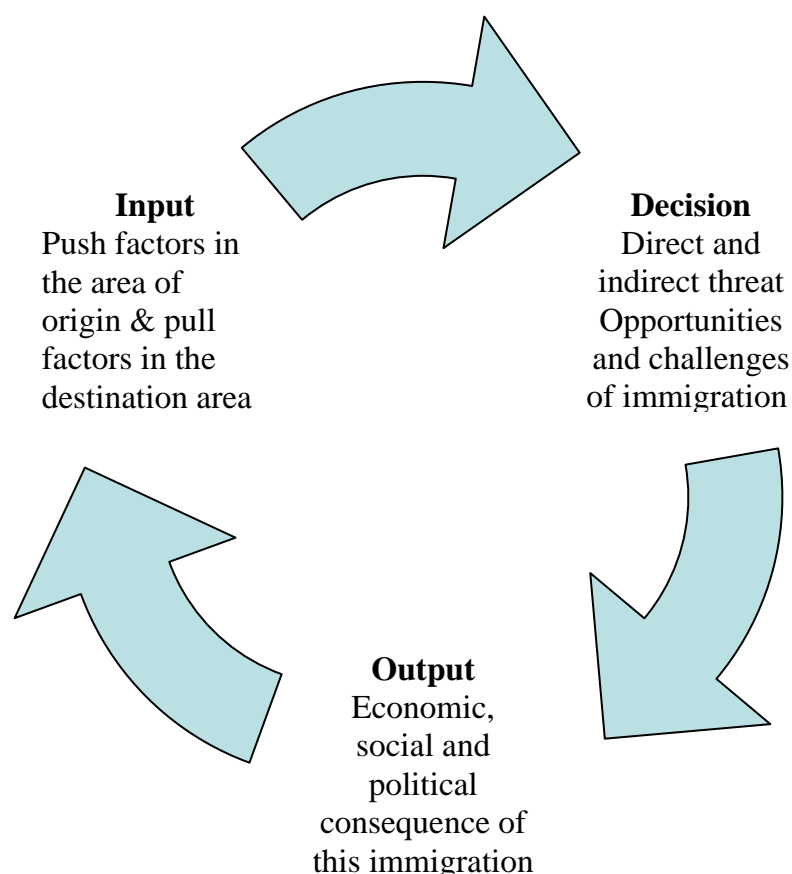 Input
Push factors in
the area of
origin & pull
factors in the
destination area
Decision
Direct and
indirect threat
Opportunities
and challenges
of immigration
Output
Economic,
social and
political
consequence of
this immigration